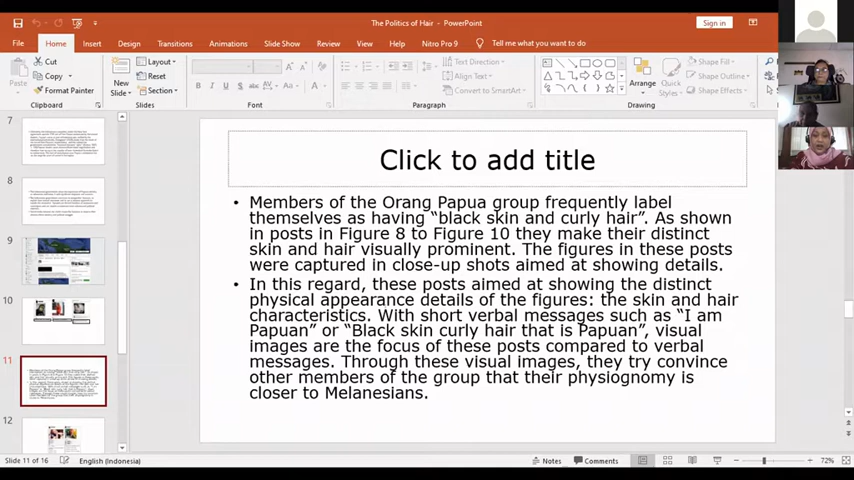 The Politics of Hair - PowerPoint
Sign in
File Home Insert Design Transitions Animations Slide Show Review View Help Nitro Pro 9 Tell me what you want to do
Cut
Copy
Format Painter
Paste
Clipboard
New
Slide
Layout
Reset
Section
Slides
Font
Text Direction
Align Text
Convert to SmartArt
Paragraph
Arrange
Quick
Styles
Shape Fill
Shape Outline
Shape Effects
Drawing
7
8
9
10
11
12
Click to add title
• Members of the Orang Papua group frequently label
themselves as having “black skin and curly hair”. As shown
in posts in Figure 8 to Figure 10 they make their distinct
skin and hair visually prominent. The figures in these posts
were captured in close-up shots aimed at showing details.
• In this regard, these posts aimed at showing the distinct
physical appearance details of the figures: the skin and hair
characteristics. With short verbal messages such as “I am
Papuan” or “Black skin curly hair that is Papuan”, visual
images are the focus of these posts compared to verbal
messages. Through these visual images, they try convince
other members of the group that their physiognomy is
closer to Melanesians.
Slide 11 of 16 English (Indonesia) Notes Comments 72%